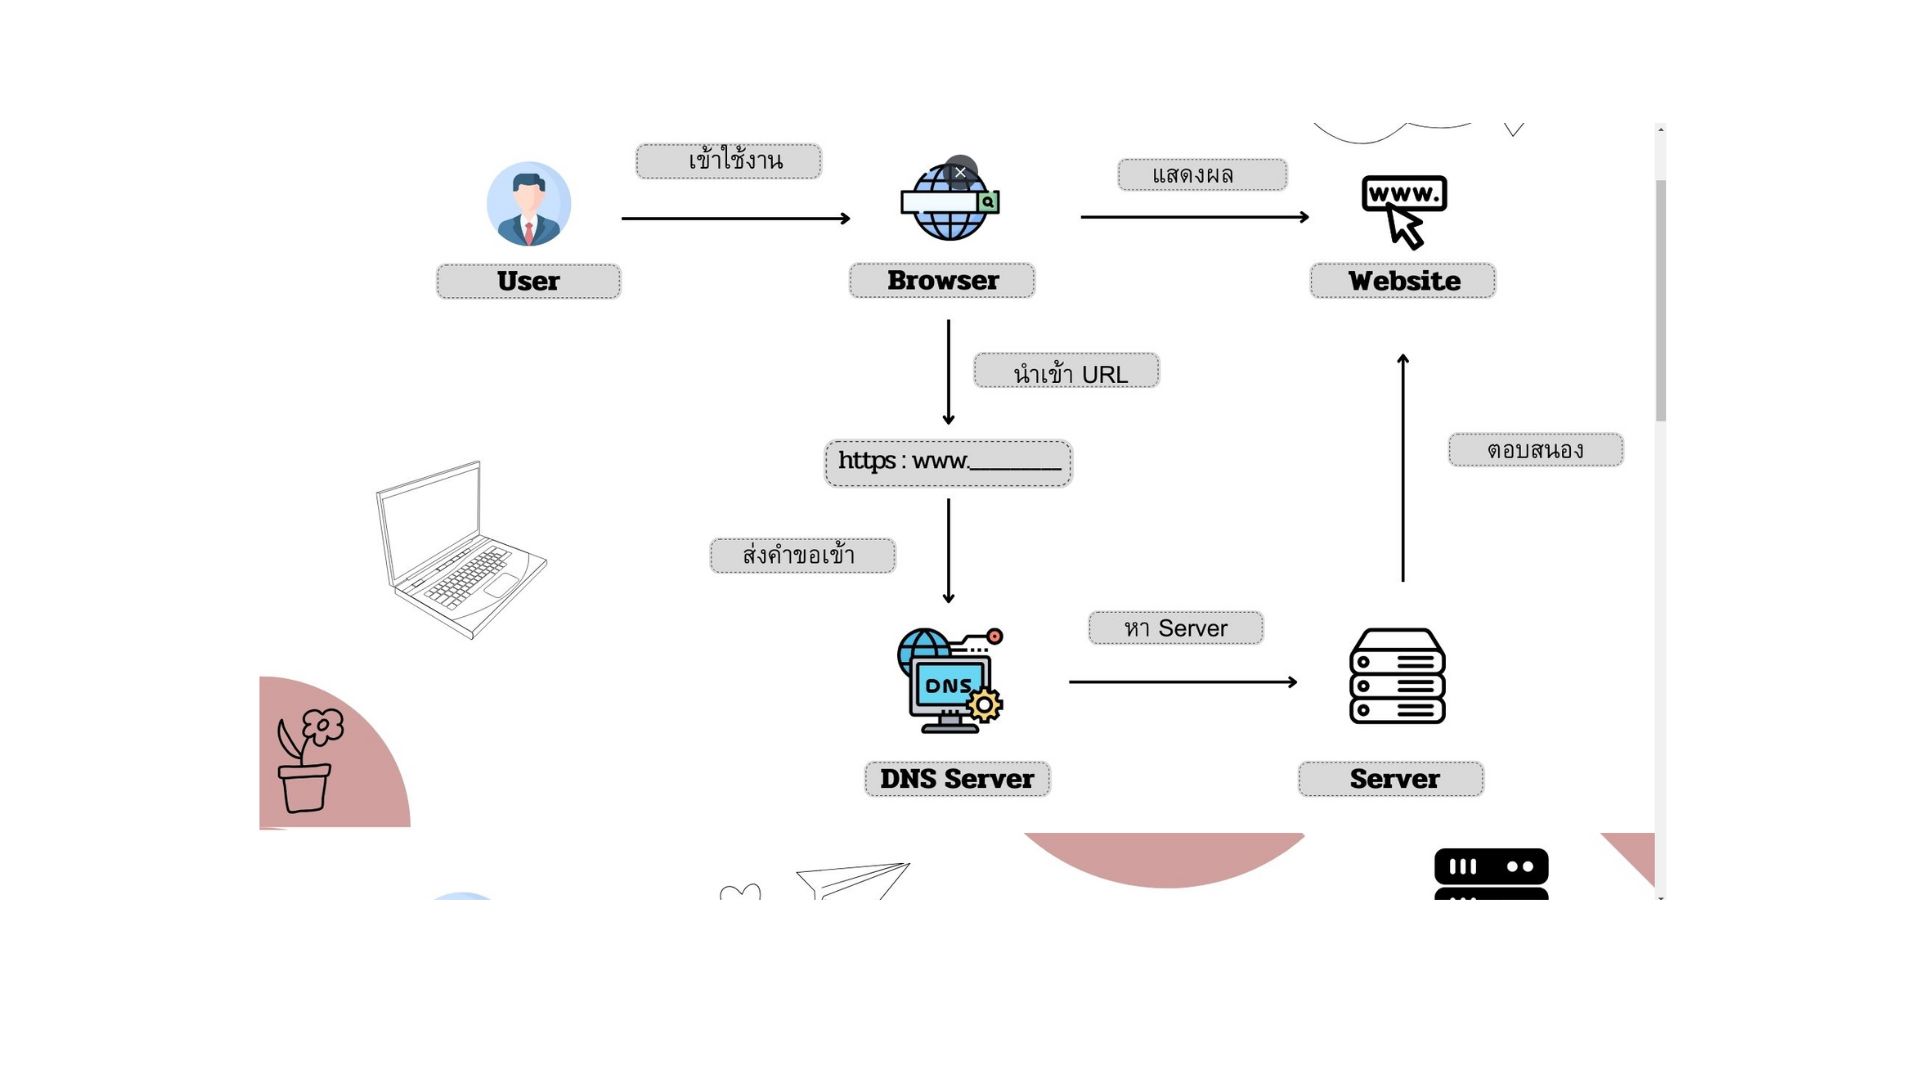 เข้าใช้งาน
แสดงผล
www.
User
Browser
Website
นำเข้า URL
https : www._________
ตอบสนอง
ส่งคำขอเข้า
หา Server
DNS
DNS Server
Server